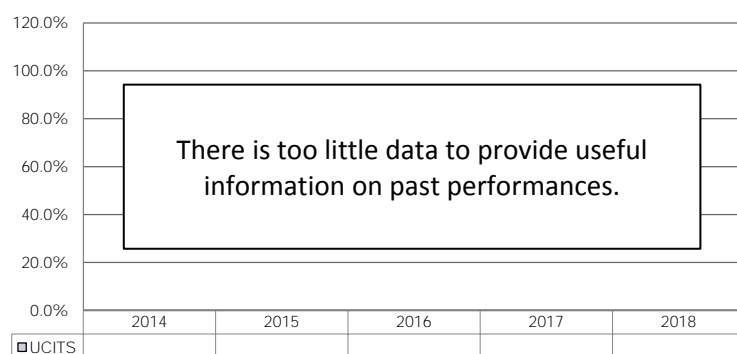 120.0%
100.0%
80.0%
60.0%
40.0%
20.0%
0.0%
There is too little data to provide useful
information on past performances.
2014 2015 2016 2017 2018
UCITS